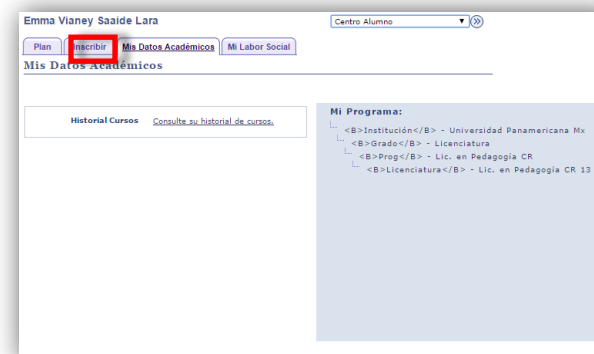 Emma Vianey Saaide Lara
Centro Alumno
Plan Inscribir Mis Datos Académicos Mi Labor Social
Mis Datos Académicos
Historial Cursos Consulte su historial de cursos.
Mi Programa:
<B>Institución</B> - Universidad Panamericana Mx
<B>Grado</B> - Licenciatura
<B>Prog</B> - Lic. en Pedagogía CR
<B>Licenciatura</B> - Lic. en Pedagogía CR 13